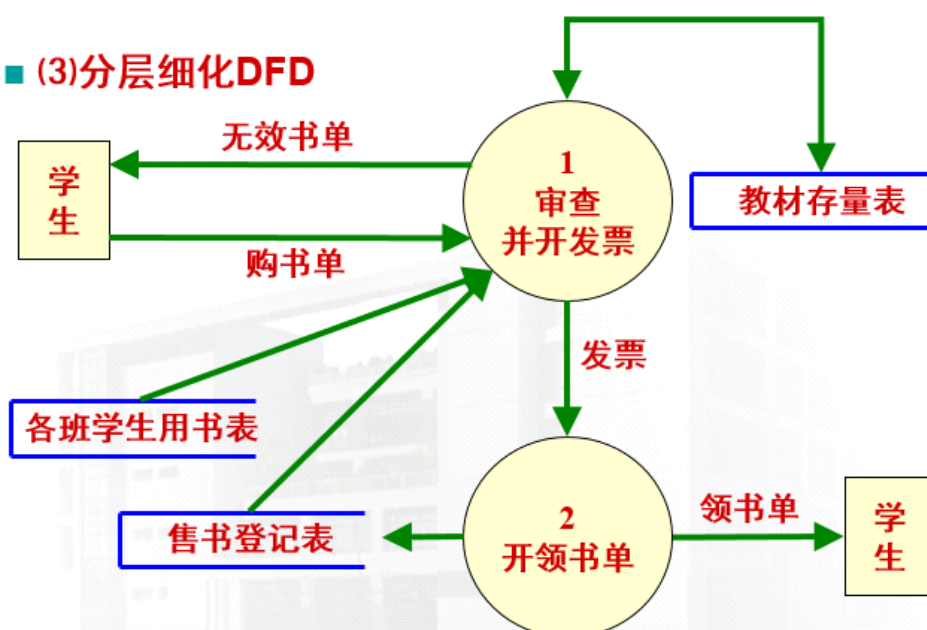 ⑶分层细化DFD
无效书单
学
生
1
审查
并开发票
教材存量表
购书单
发票
各班学生用书表
售书登记表
2
开领书单
领书单
学
生